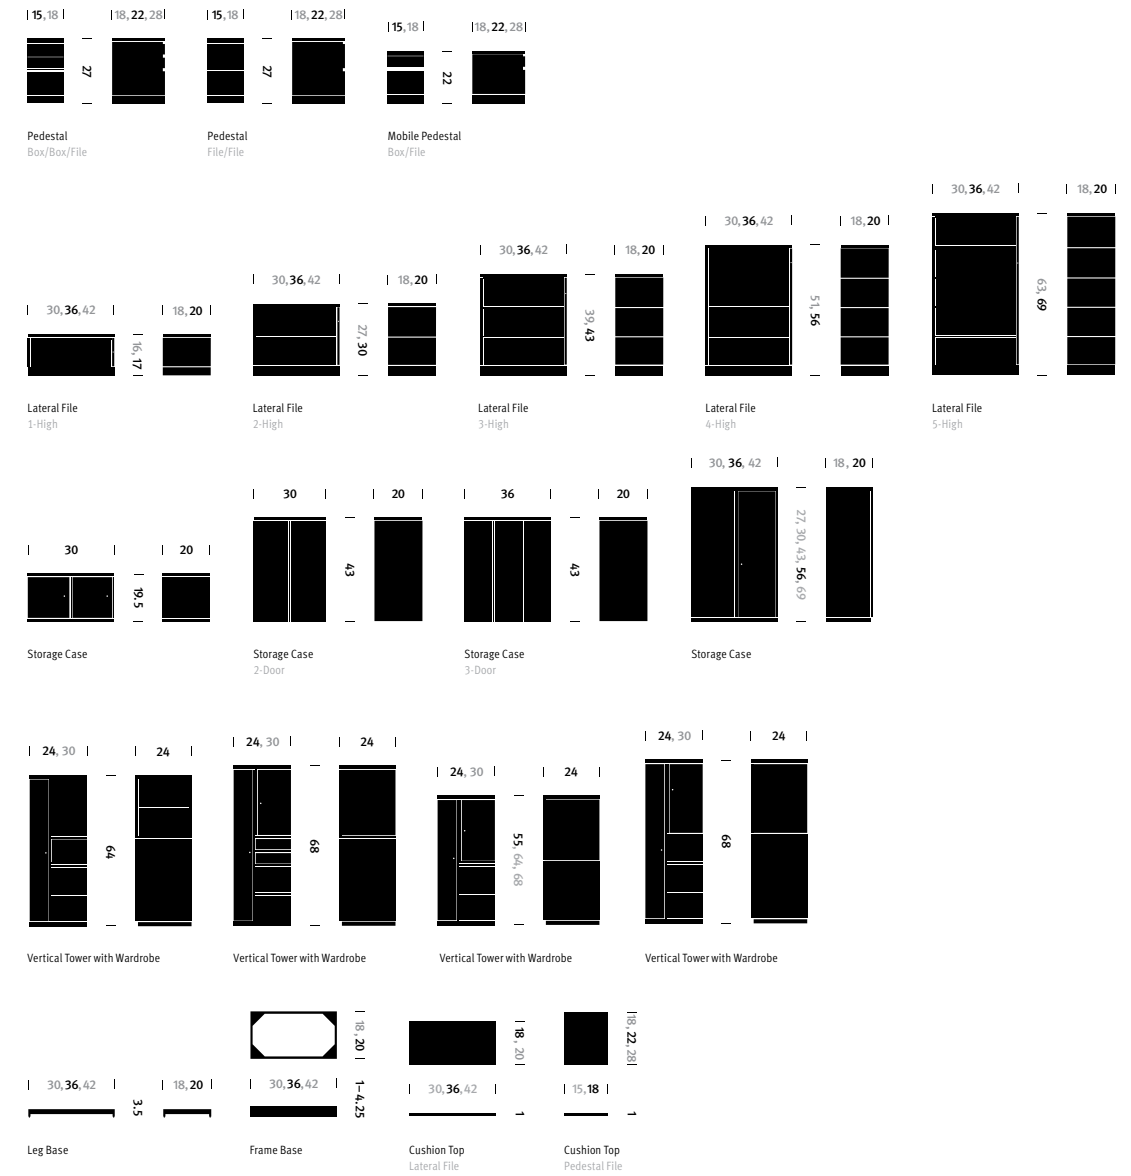 15, 18
18, 22, 28
27
Pedestal
Box/Box/File
15, 18
18, 22, 28
27
Pedestal
File/File
15, 18
18, 22, 28
22
Mobile Pedestal
Box/File
30, 36, 42
18, 20
16, 17
Lateral File
1-High
30, 36, 42
18, 20
27, 30
Lateral File
2-High
30, 36, 42
18, 20
39, 43
Lateral File
3-High
30, 36, 42
18, 20
51, 56
Lateral File
4-High
30, 36, 42
18, 20
63, 69
Lateral File
5-High
30
20
19.5
Storage Case
30
20
43
Storage Case
2-Door
36
20
43
Storage Case
3-Door
30, 36, 42
18, 20
27, 30, 43, 56, 69
Storage Case
24, 30
24
64
Vertical Tower with Wardrobe
24, 30
24
68
Vertical Tower with Wardrobe
24, 30
24
55, 64, 68
Vertical Tower with Wardrobe
24, 30
24
68
Vertical Tower with Wardrobe
30, 36, 42
18, 20
3.5
Leg Base
18, 20
30, 36, 42
1–4.25
Frame Base
18, 20
30, 36, 42
1
Cushion Top
Lateral File
18, 22, 28
15, 18
1
Cushion Top
Pedestal File